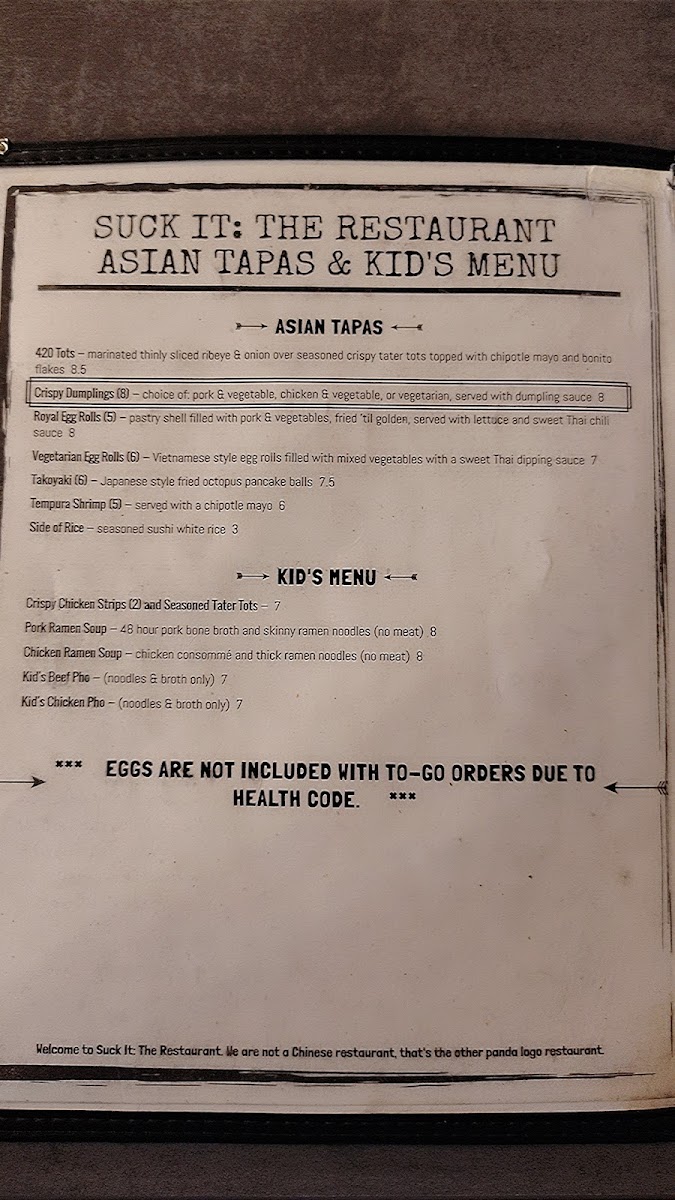 SUCK IT: THE RESTAURANT
ASIAN TAPAS & KID'S MENU
ASIAN TAPAS
420 Tots – marinated thinly sliced ribeye & onion over seasoned crispy tater tots topped with chipotle mayo and bonito
flakes 8.5
Crispy Dumplings (8) – choice of: pork & vegetable, chicken & vegetable, or vegetarian, served with dumpling sauce 8
Royal Egg Rolls (5) – pastry shell filled with pork & vegetables, fried 'til golden, served with lettuce and sweet Thai chili
sauce 8
Vegetarian Egg Rolls (6) – Vietnamese style egg rolls filled with mixed vegetables with a sweet Thai dipping sauce 7
Takoyaki (6) – Japanese style fried octopus pancake balls 7.5
Tempura Shrimp (5) – served with a chipotle mayo 6
Side of Rice – seasoned sushi white rice 3
KID'S MENU
Crispy Chicken Strips (2) and Seasoned Tater Tots – 7
Pork Ramen Soup – 48 hour pork bone broth and skinny ramen noodles (no meat) 8
Chicken Ramen Soup – chicken consommé and thick ramen noodles (no meat) 8
Kid's Beef Pho – (noodles & broth only) 7
Kid's Chicken Pho – (noodles & broth only) 7
*** EGGS ARE NOT INCLUDED WITH TO-GO ORDERS DUE TO
HEALTH CODE. ***
Welcome to Suck It: The Restaurant. We are not a Chinese restaurant, that's the other panda logo restaurant.